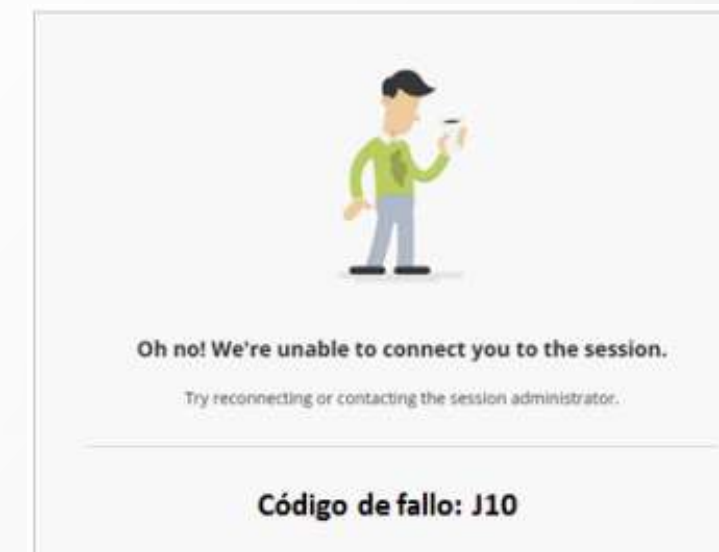 Oh no! We're unable to connect you to the session.
Try reconnecting or contacting the session administrator.
Código de fallo: J10